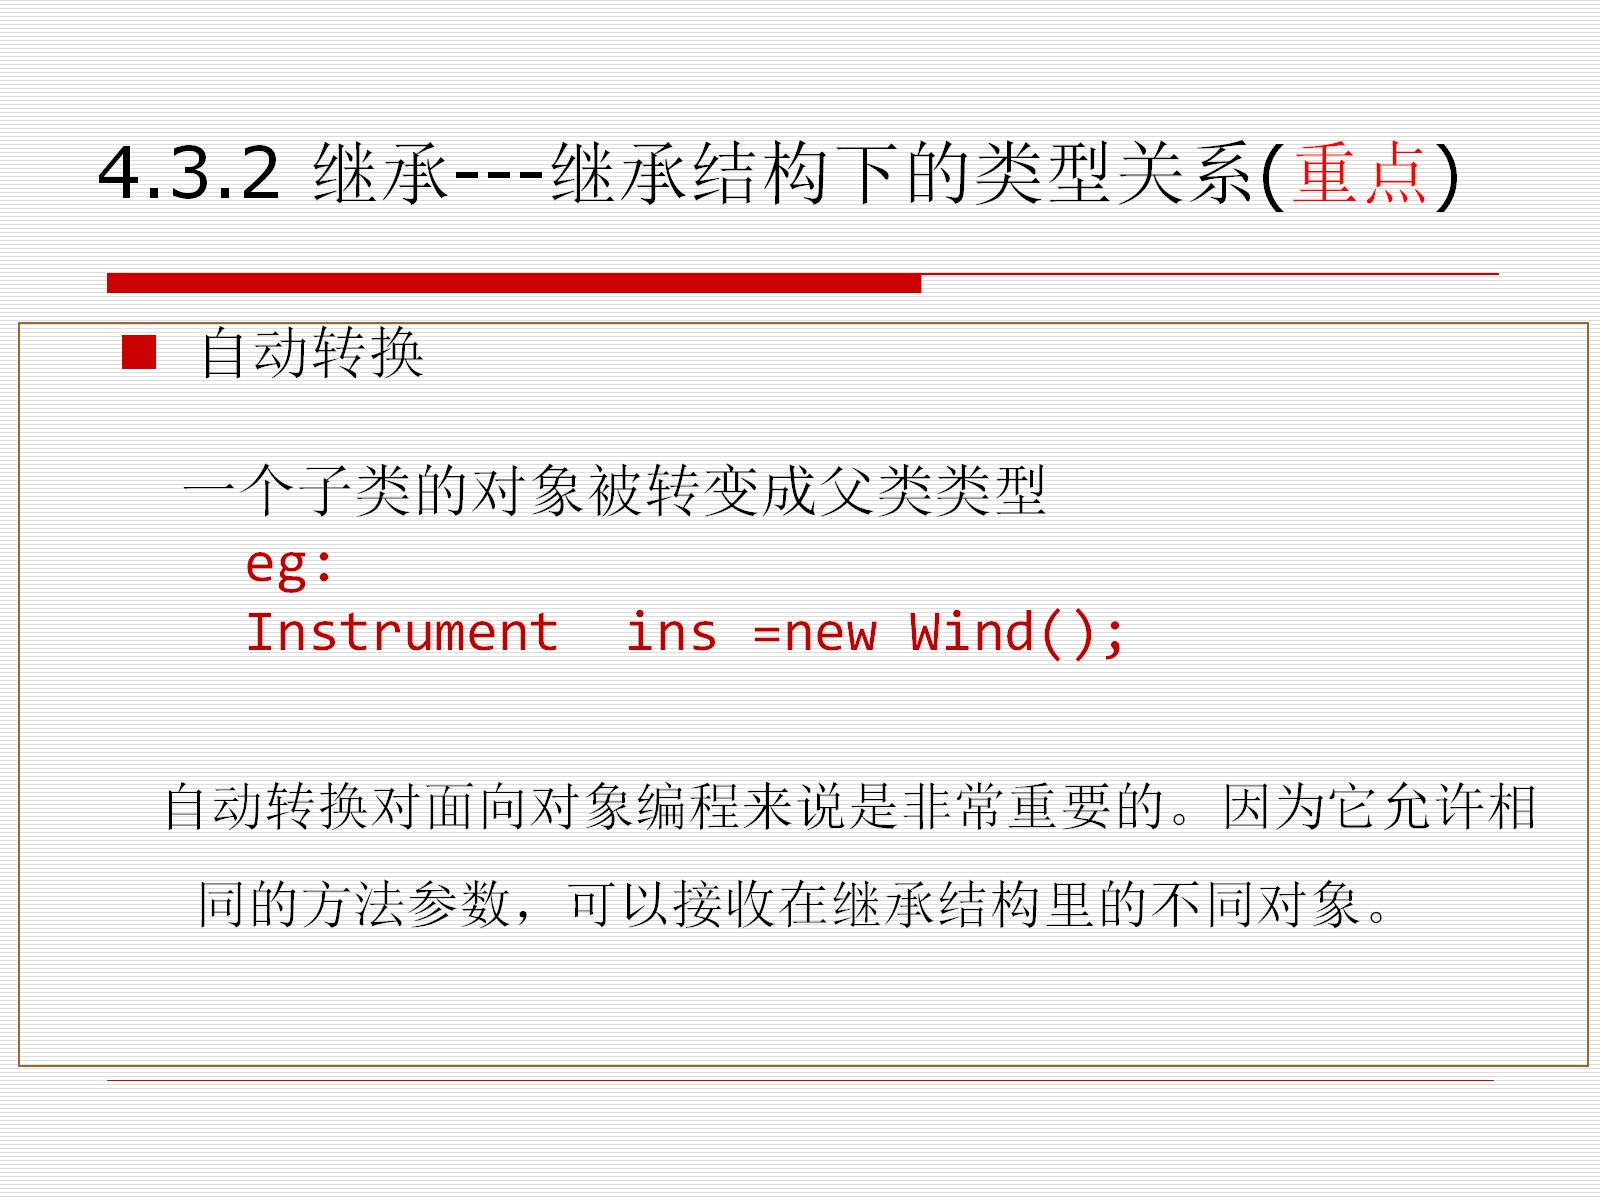 4.3.2 继承---继承结构下的类型关系(重点)
自动转换
一个子类的对象被转变成父类类型
eg:
Instrument  ins =new Wind();
自动转换对面向对象编程来说是非常重要的。因为它允许相
同的方法参数，可以接收在继承结构里的不同对象。